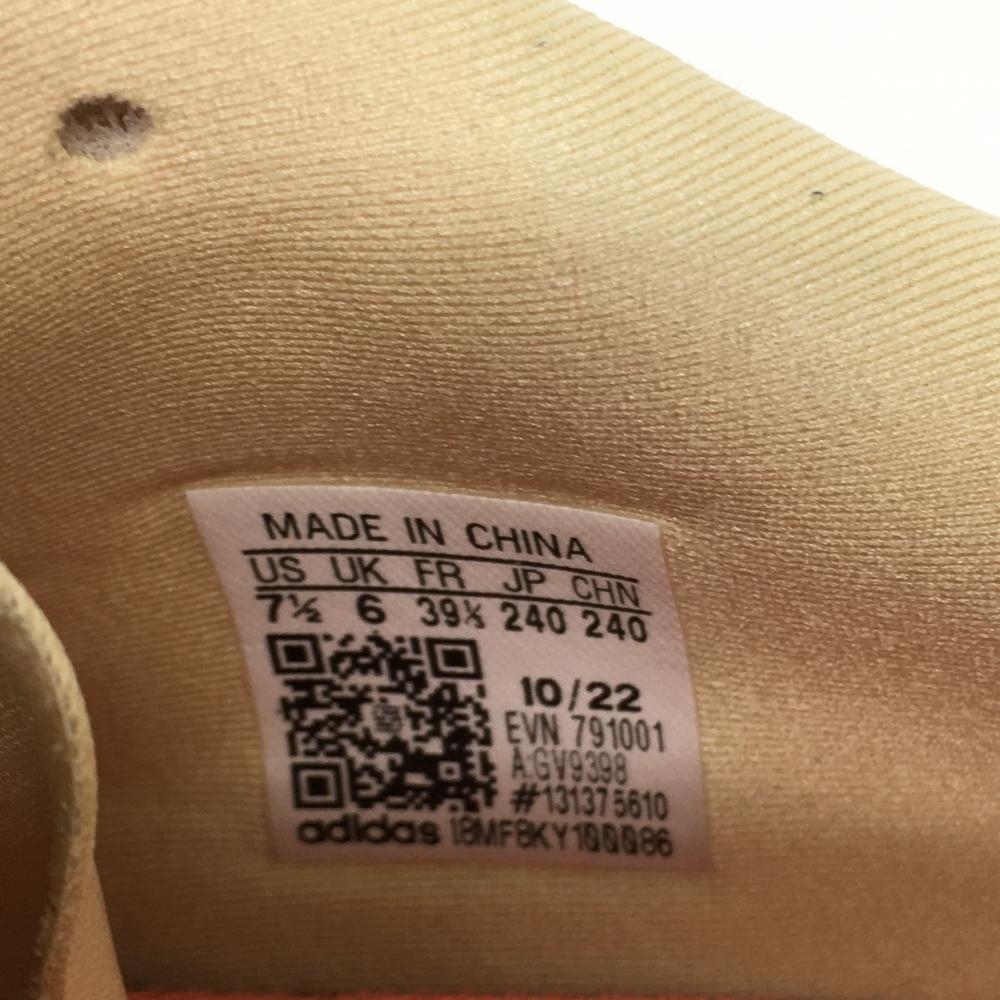 MADE IN CHINA
US UK FR JP CHN
7½ 6 39⅓ 240 240
10/22
EVN 791001
A:GV9398
#131375610
adidas 18MF8KY100086